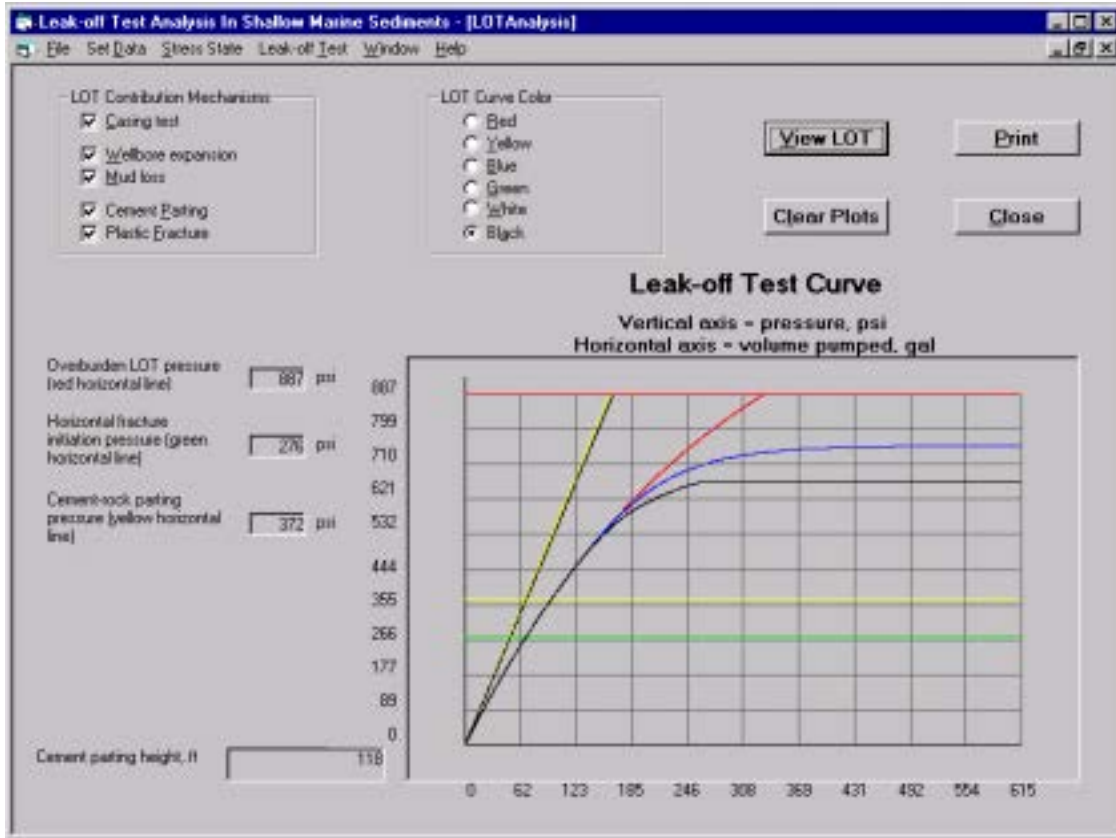 Leak-off Test Analysis In Shallow Marine Sediments - [LOTAnalysis]
File Set Data Stress State Leak-off Test Window Help
LOT Contribution Mechanisms
Casing test
Wellbore expansion
Mud loss
Cement Parting
Plastic Fracture
LOT Curve Color
Red
Yellow
Blue
Green
White
Black
View LOT
Print
Clear Plots
Close
Leak-off Test Curve
Vertical axis - pressure, psi
Horizontal axis - volume pumped, gal
Overburden LOT pressure
(red horizontal line)
887 psi
Horizontal fracture
initiation pressure (green
horizontal line)
276 psi
Cement-rock parting
pressure (yellow horizontal
line)
372 psi
887
799
710
621
532
444
355
266
177
89
0
Cement parting height, ft
118
0 62 123 185 246 308 369 431 492 554 615